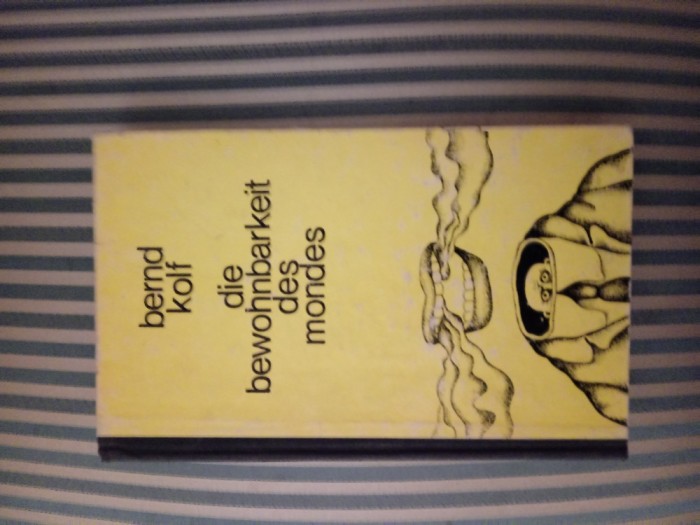 bernd
kolf
die
bewohnbarkeit
des
mondes